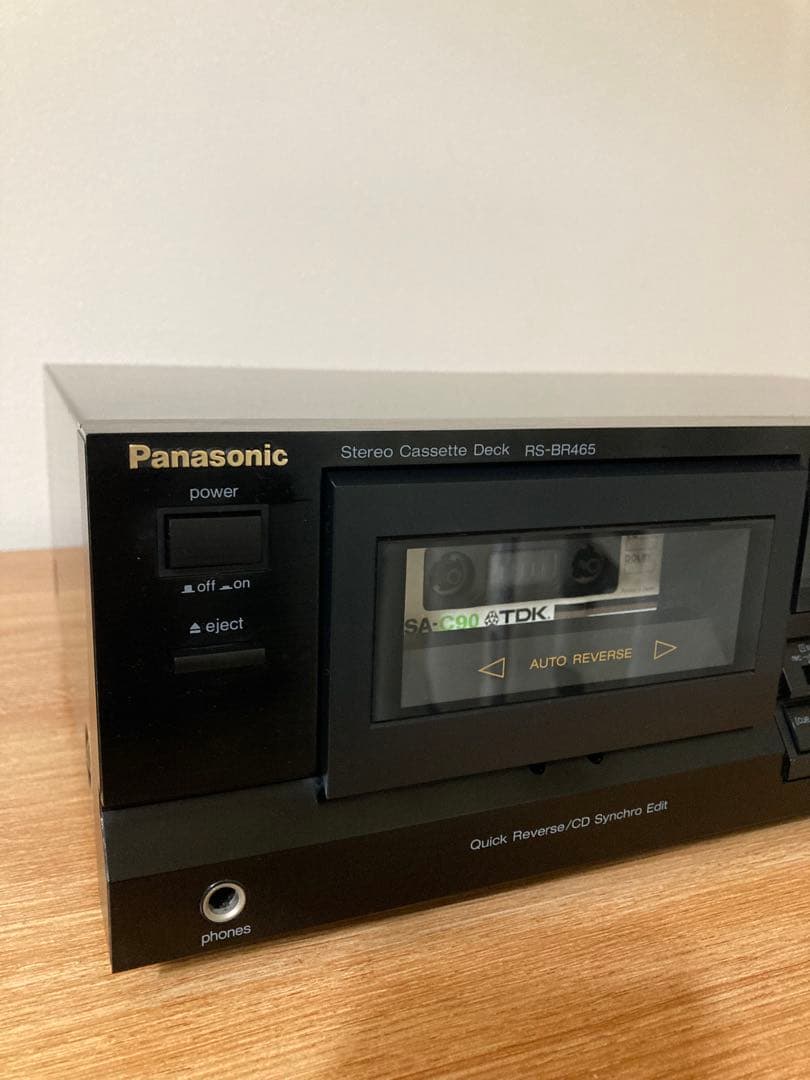 Panasonic
Stereo Cassette Deck RS-BR465
power
off on
eject
SA-C90 TDK
AUTO REVERSE
Quick Reverse/CD Synchro Edit
phones